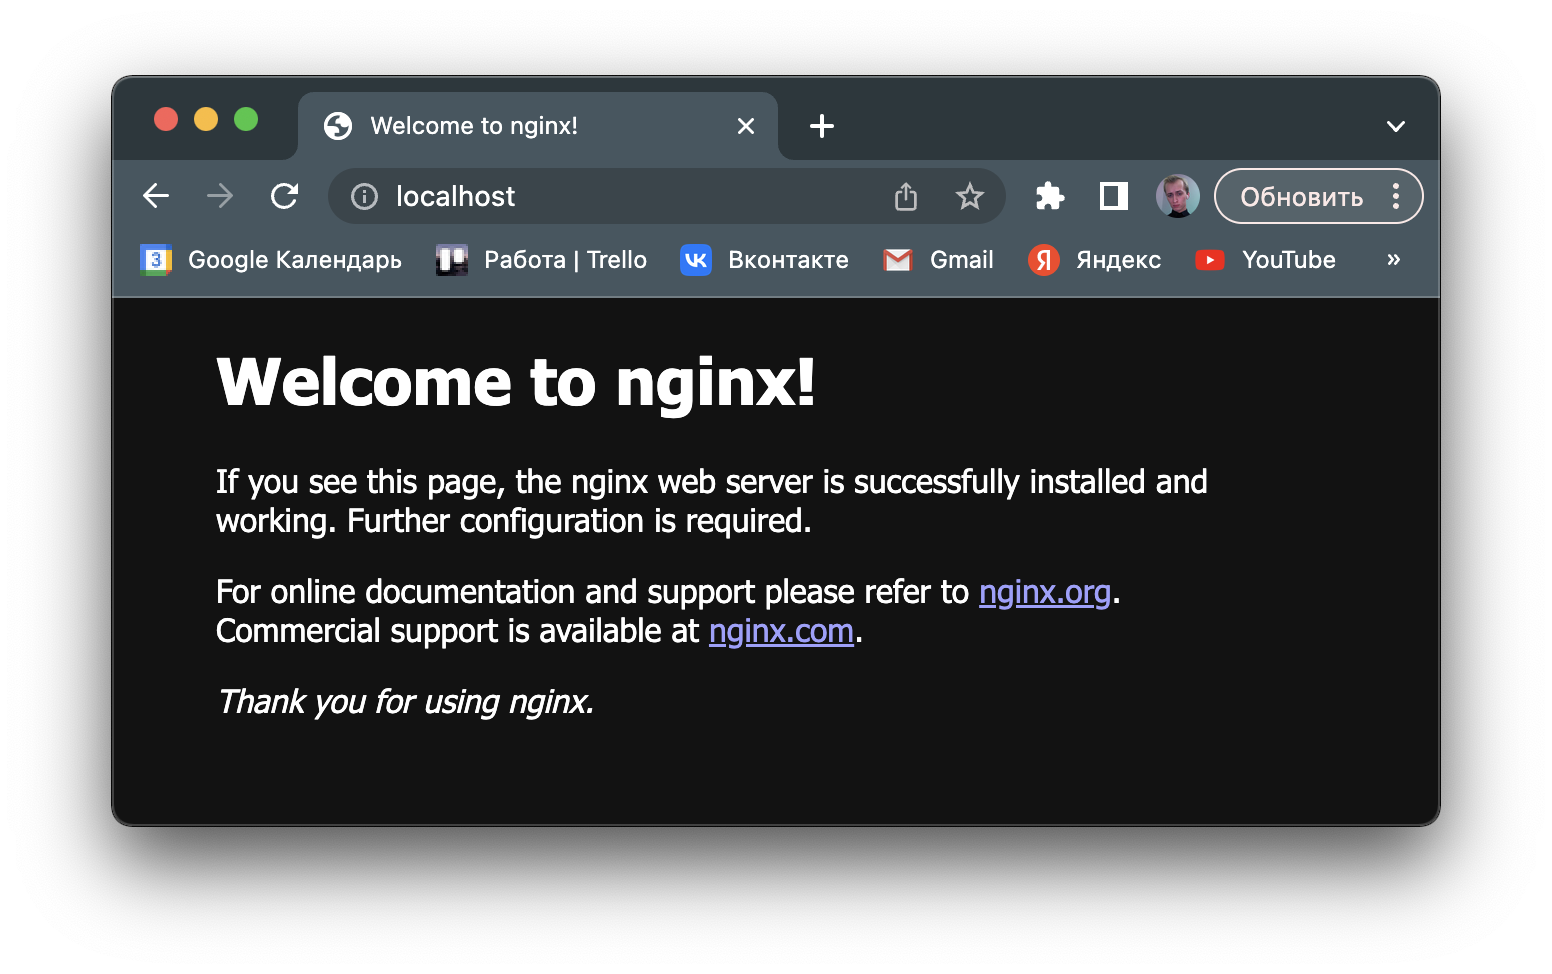 Welcome to nginx!
localhost
Обновить
3 Google Календарь Работа | Trello Вконтакте Gmail Я Яндекс YouTube »
Welcome to nginx!
If you see this page, the nginx web server is successfully installed and
working. Further configuration is required.
For online documentation and support please refer to nginx.org.
Commercial support is available at nginx.com.
Thank you for using nginx.